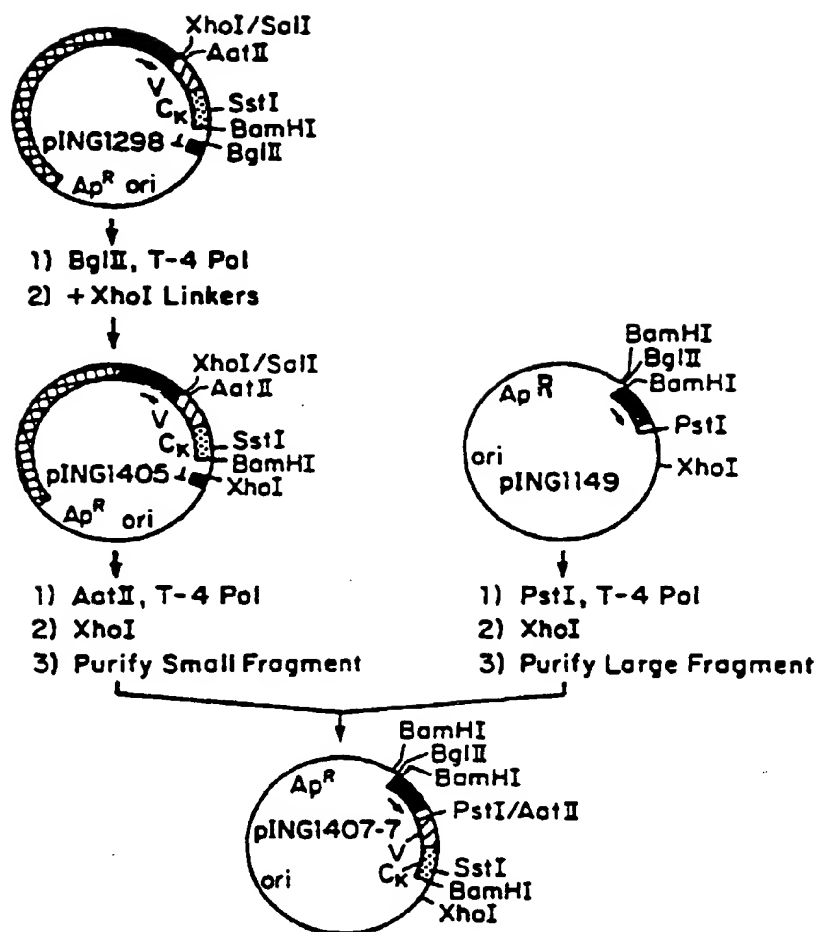 XhoI/SalI
AatII
V
Cκ
SstI
BamHI
pING1298
BglII
Apᴿ ori
1) BglII, T-4 Pol
2) +XhoI Linkers
XhoI/SalI
AatII
V
Cκ
SstI
BamHI
pING1405
XhoI
Apᴿ ori
BamHI
BglII
Apᴿ
BamHI
PstI
ori
XhoI
pING1149
1) AatII, T-4 Pol
2) XhoI
3) Purify Small Fragment
1) PstI, T-4 Pol
2) XhoI
3) Purify Large Fragment
BamHI
BglII
Apᴿ
BamHI
PstI/AatII
pING1407-7
V
Cκ
SstI
ori
BamHI
XhoI